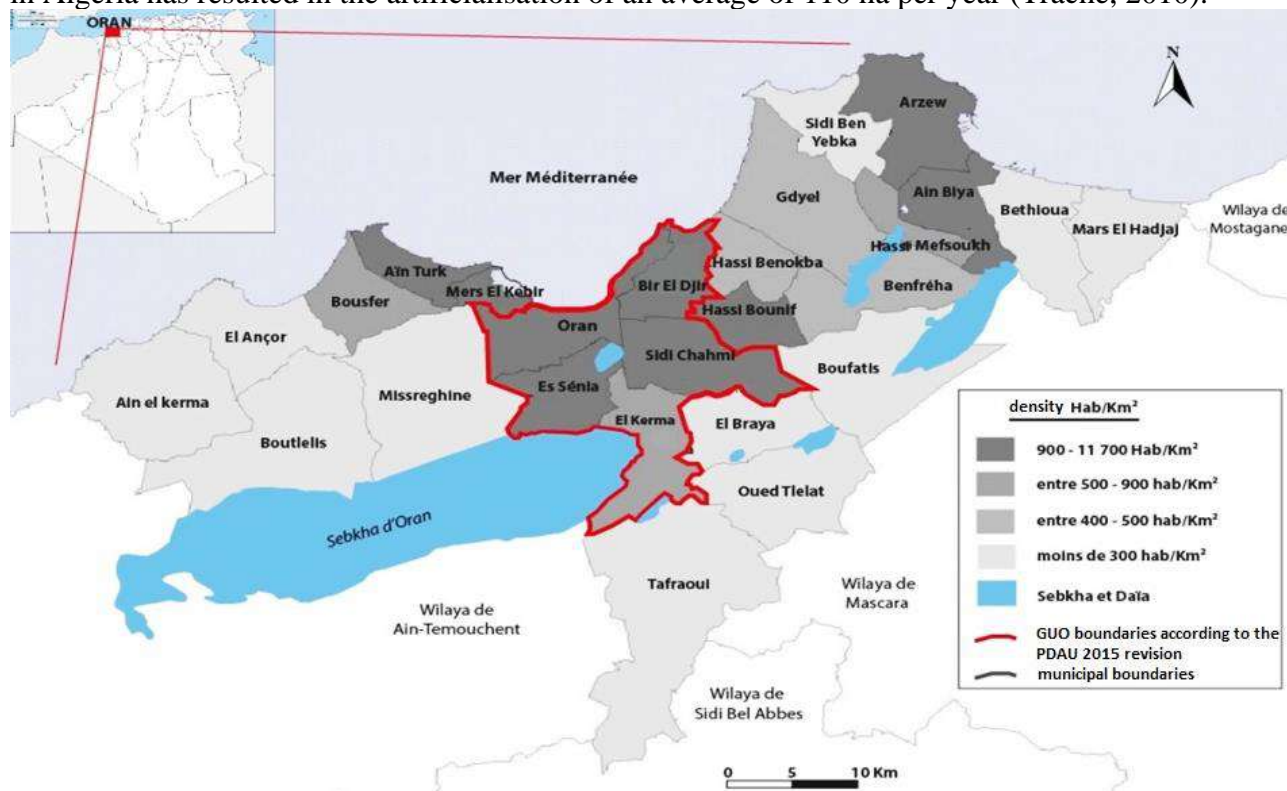 in Algeria has resulted in the artificialisation of an average of 110 ha per year (Trache, 2010).
ORAN
N
Arzew
Sidi Ben
Yebka
Mer Méditerranée
Gdyel
Ain Biya
Bethioua
Wilaya de
Mostagane
Mars El Hadjaj
Hassi Mefsoukh
Hassi Benokba
Aïn Turk
Bir El Djir
Mers El Kebir
Benfréha
Bousfer
Hassi Bounif
Oran
El Ançor
Sidi Chahmi
Boufatis
Es Sénia
Missreghine
Ain el kerma
El Kerma
El Braya
Boutlelis
Oued Tlelat
Sebkha d'Oran
Tafraoui
Wilaya de
Mascara
Wilaya de
Ain-Temouchent
Wilaya de
Sidi Bel Abbes
density Hab/Km²
900 - 11 700 Hab/Km²
entre 500 - 900 hab/Km²
entre 400 - 500 hab/Km²
moins de 300 hab/Km²
Sebkha et Daïa
GUO boundaries according to the
PDAU 2015 revision
municipal boundaries
0 5 10 Km